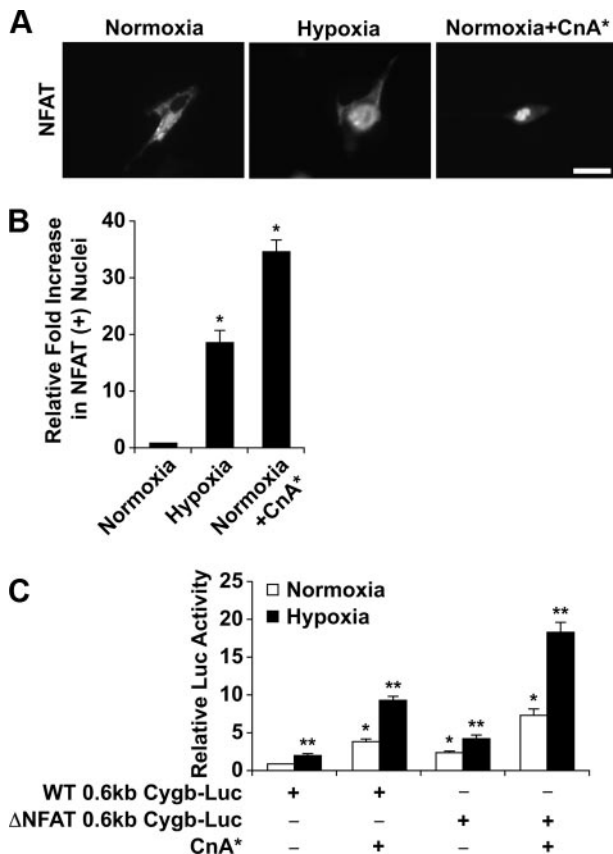 A
Normoxia
Hypoxia
Normoxia+CnA*
NFAT
B
Relative Fold Increase
in NFAT (+) Nuclei
40
30
20
10
0
*
*
Normoxia
Hypoxia
Normoxia
+CnA*
C
Relative Luc Activity
25
20
15
10
5
0
Normoxia
Hypoxia
**
*
**
*
**
*
**
WT 0.6kb Cygb-Luc + + – –
ΔNFAT 0.6kb Cygb-Luc – – + +
CnA* – + – +